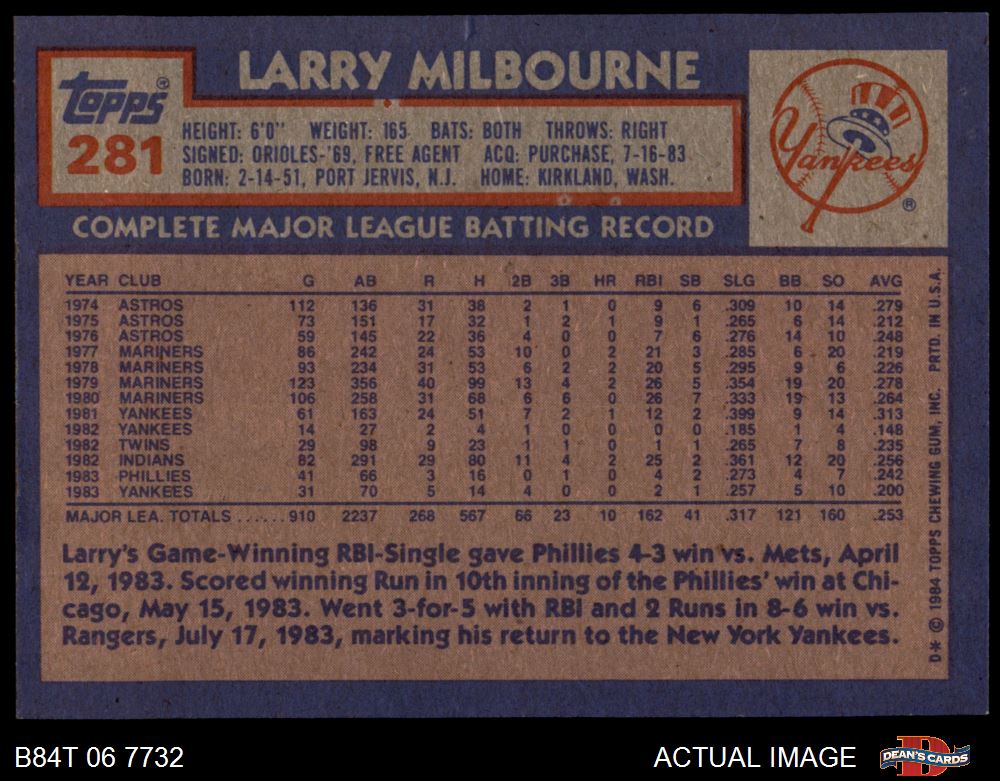 LARRY MILBOURNE
Topps®
281
HEIGHT: 6'0" WEIGHT: 165 BATS: BOTH THROWS: RIGHT
SIGNED: ORIOLES-'69, FREE AGENT ACQ: PURCHASE, 7-16-83
BORN: 2-14-51, PORT JERVIS, N.J. HOME: KIRKLAND, WASH.
Yankees
®
COMPLETE MAJOR LEAGUE BATTING RECORD
YEAR CLUB G AB R H 2B 3B HR RBI SB SLG BB SO AVG
1974 ASTROS 112 136 31 38 2 1 0 9 6 .309 10 14 .279
1975 ASTROS 73 151 17 32 1 2 1 9 1 .265 6 14 .212
1976 ASTROS 59 145 22 36 4 0 0 7 6 .276 14 10 .248
1977 MARINERS 86 242 24 53 10 0 2 21 3 .285 6 20 .219
1978 MARINERS 93 234 31 53 6 2 2 20 5 .295 9 6 .226
1979 MARINERS 123 356 40 99 13 4 2 26 5 .354 19 20 .278
1980 MARINERS 106 258 31 68 6 6 0 26 7 .333 19 13 .264
1981 YANKEES 61 163 24 51 7 2 1 12 2 .399 9 14 .313
1982 YANKEES 14 27 2 4 1 0 0 0 0 .185 1 4 .148
1982 TWINS 29 98 9 23 1 1 0 1 1 .265 7 8 .235
1982 INDIANS 82 291 29 80 11 4 2 25 2 .361 12 20 .256
1983 PHILLIES 41 66 3 16 0 1 0 4 2 .273 4 7 .242
1983 YANKEES 31 70 5 14 4 0 0 2 1 .257 5 10 .200
MAJOR LEA. TOTALS ...... 910 2237 268 567 66 23 10 162 41 .317 121 160 .253
Larry's Game-Winning RBI-Single gave Phillies 4-3 win vs. Mets, April
12, 1983. Scored winning Run in 10th inning of the Phillies' win at Chi-
cago, May 15, 1983. Went 3-for-5 with RBI and 2 Runs in 8-6 win vs.
Rangers, July 17, 1983, marking his return to the New York Yankees.
D* © 1984 TOPPS CHEWING GUM, INC. PRTD. IN U.S.A.
B84T 06 7732
ACTUAL IMAGE
DEAN'S CARDS